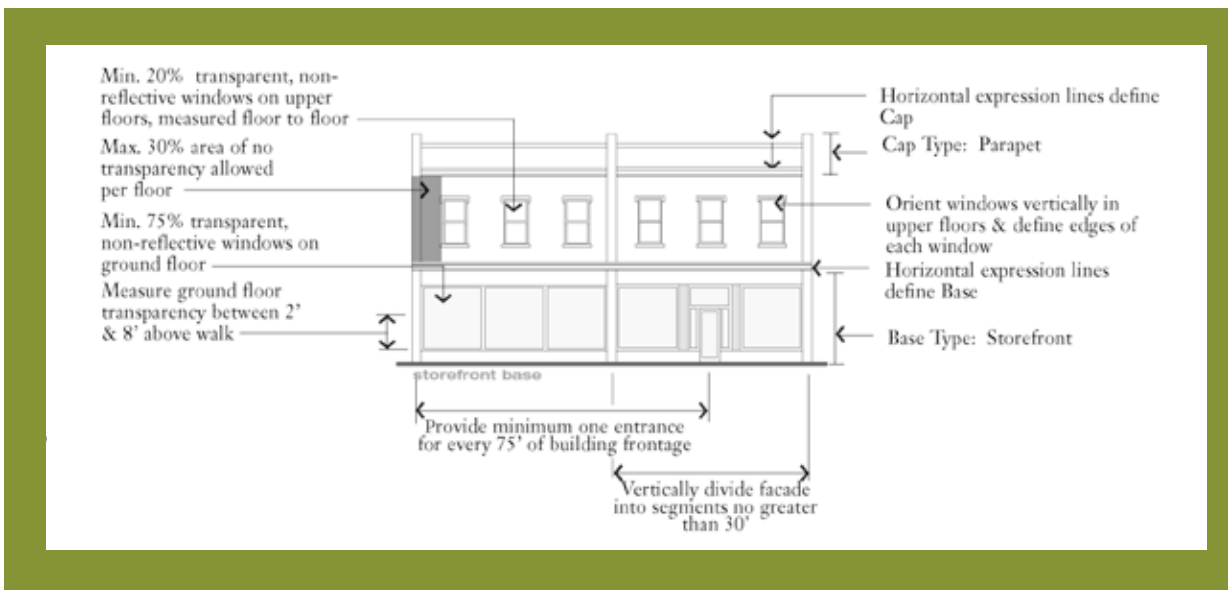 Min. 20% transparent, non-
reflective windows on upper
floors, measured floor to floor
Max. 30% area of no
transparency allowed
per floor
Min. 75% transparent,
non-reflective windows on
ground floor
Measure ground floor
transparency between 2'
& 8' above walk
Horizontal expression lines define
Cap
Cap Type: Parapet
Orient windows vertically in
upper floors & define edges of
each window
Horizontal expression lines
define Base
Base Type: Storefront
storefront base
Provide minimum one entrance
for every 75' of building frontage
Vertically divide facade
into segments no greater
than 30'